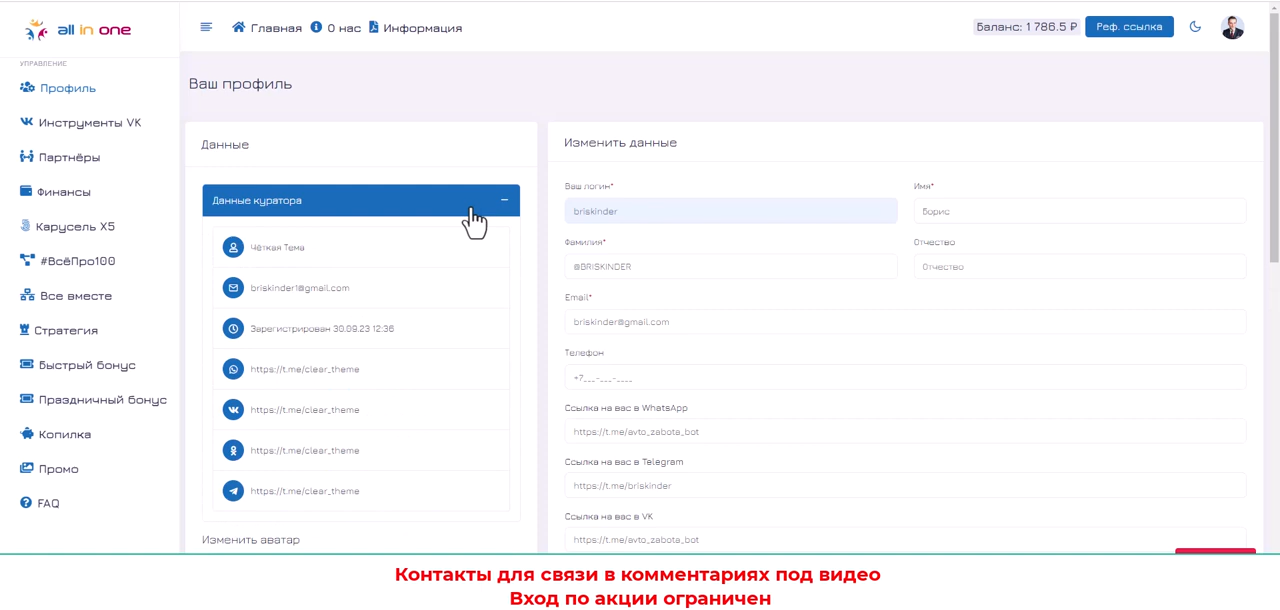 all in one
Главная
О нас
Информация
Баланс: 1 786.5 ₽
Реф. ссылка
УПРАВЛЕНИЕ
Профиль
Инструменты VK
Партнёры
Финансы
Карусель X5
#ВсёПро100
Все вместе
Стратегия
Быстрый бонус
Праздничный бонус
Копилка
Промо
FAQ
Ваш профиль
Данные
Данные куратора
Чёткая Тема
briskinder1@gmail.com
Зарегистрирован 30.09.23 12:36
https://t.me/clear_theme
https://t.me/clear_theme
https://t.me/clear_theme
https://t.me/clear_theme
Изменить аватар
Изменить данные
Ваш логин*
briskinder
Имя*
Борис
Фамилия*
@BRISKINDER
Отчество
Отчество
Email*
briskinder@gmail.com
Телефон
+7___-___-____
Ссылка на вас в WhatsApp
https://t.me/avto_zabota_bot
Ссылка на вас в Telegram
https://t.me/briskinder
Ссылка на вас в VK
https://t.me/avto_zabota_bot
Контакты для связи в комментариях под видео
Вход по акции ограничен